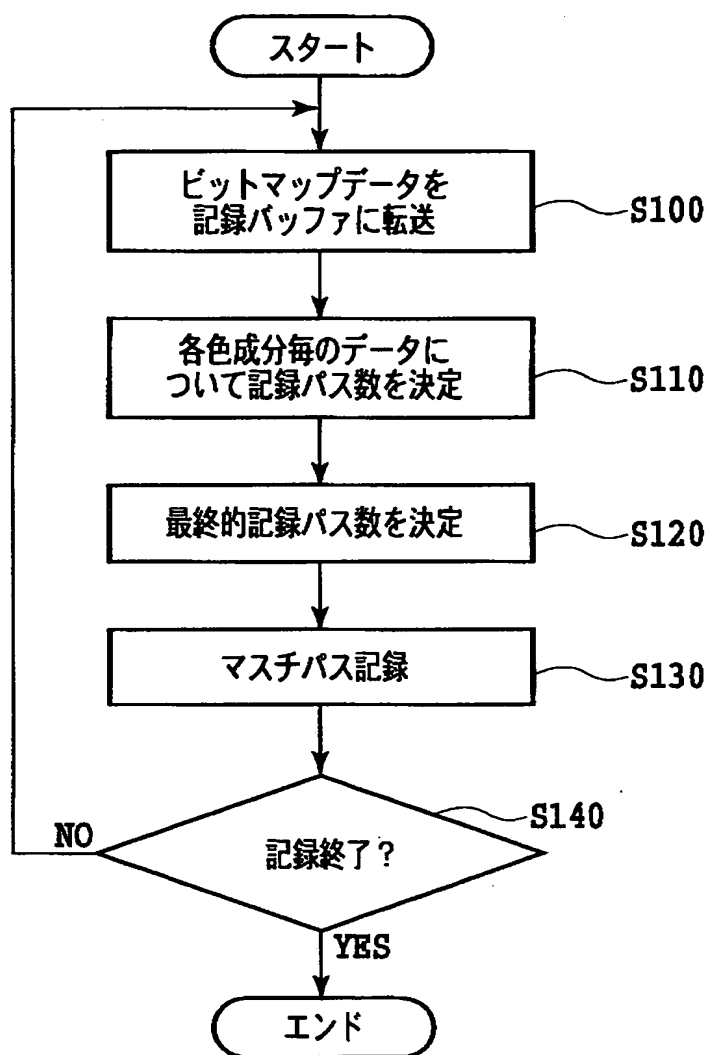 スタート
ビットマップデータを
記録バッファに転送
S100
各色成分毎のデータに
ついて記録パス数を決定
S110
最終的記録パス数を決定
S120
マスチパス記録
S130
S140
記録終了?
NO
YES
エンド